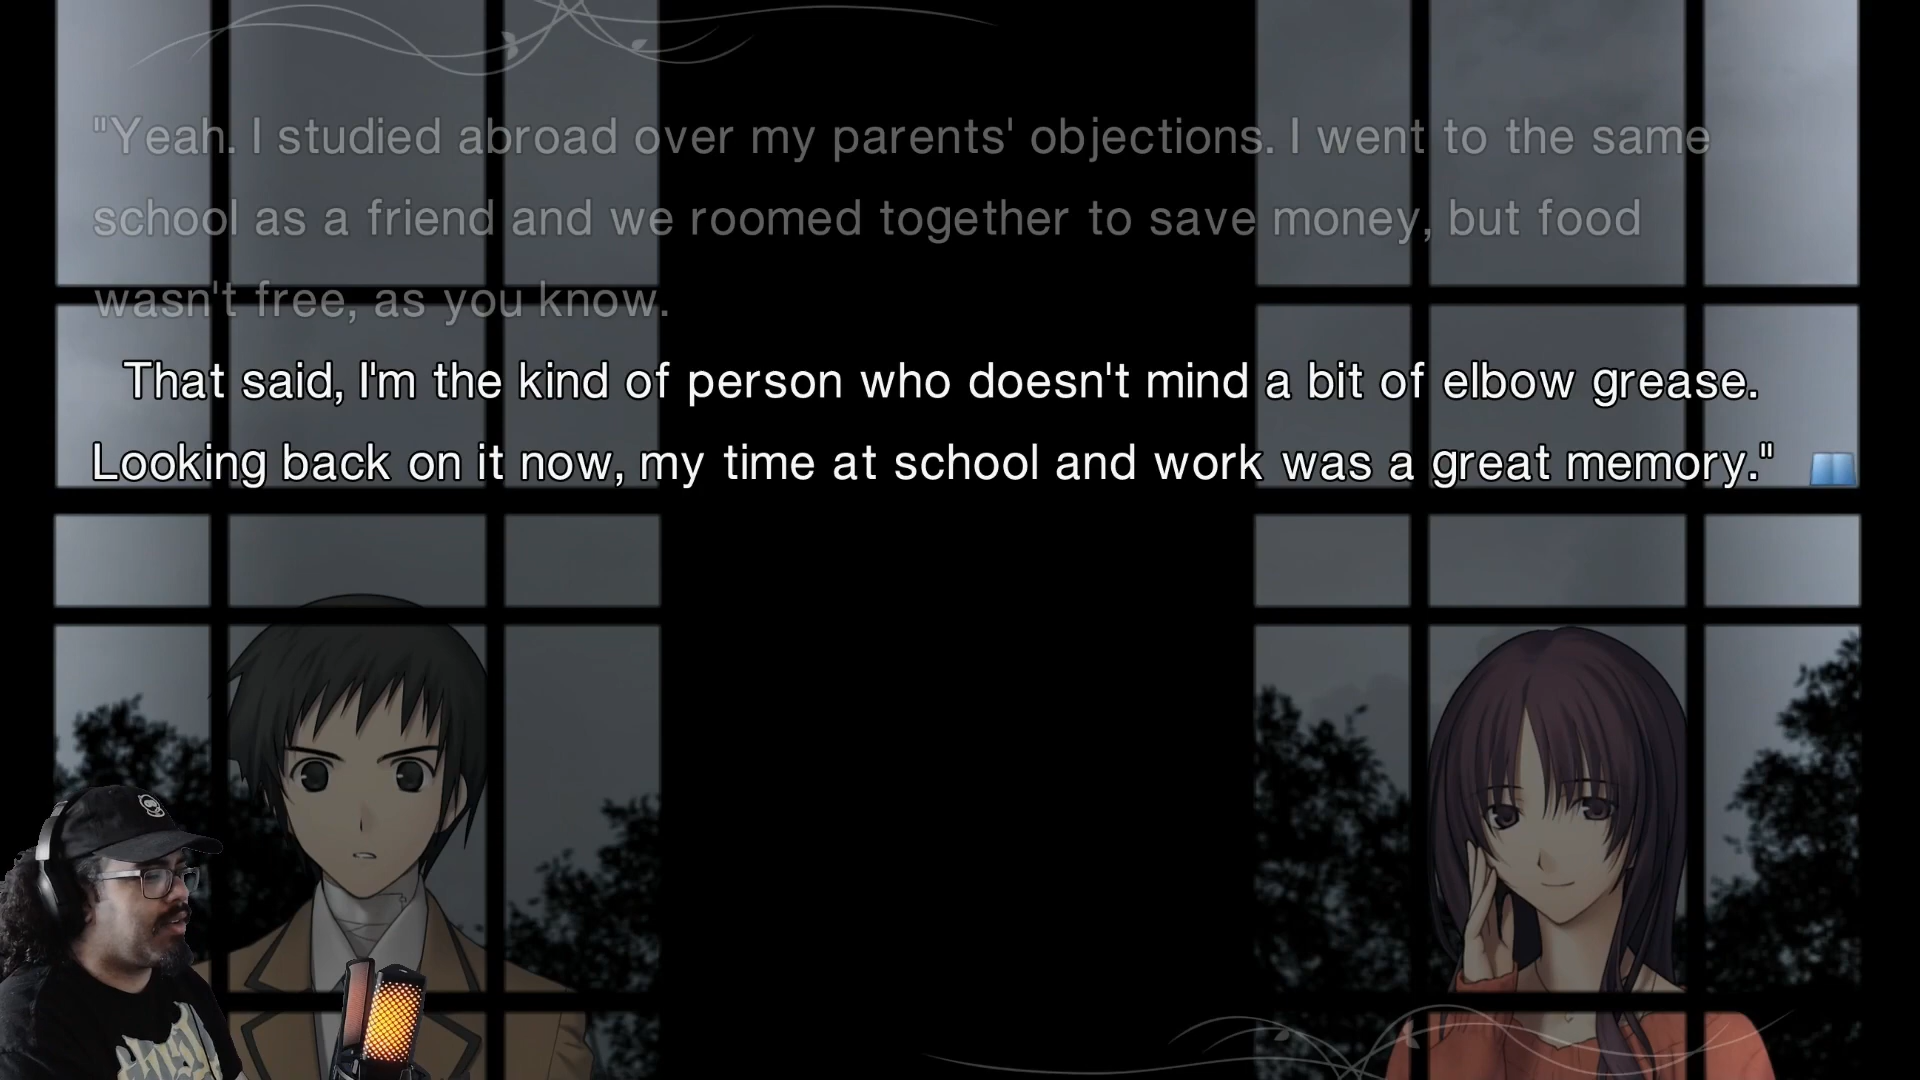 "Yeah. I studied abroad over my parents' objections. I went to the same
school as a friend and we roomed together to save money, but food
wasn't free, as you know.
That said, I'm the kind of person who doesn't mind a bit of elbow grease.
Looking back on it now, my time at school and work was a great memory."